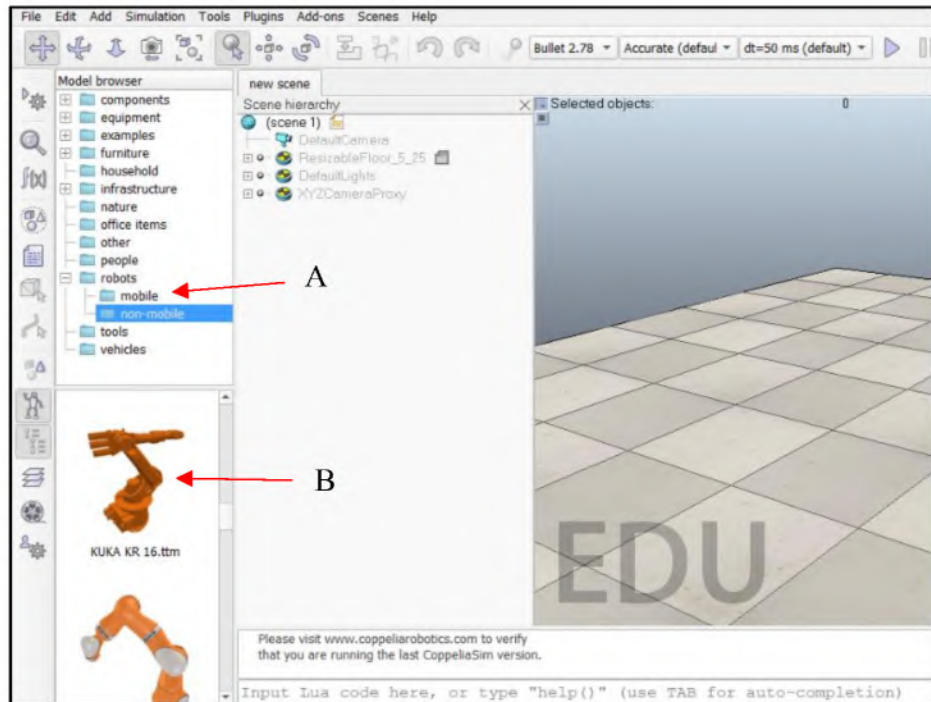 File Edit Add Simulation Tools Plugins Add-ons Scenes Help
Bullet 2.78 Accurate (defaul dt=50 ms (default)
Model browser
components
equipment
examples
furniture
household
infrastructure
nature
office items
other
people
robots
mobile
non-mobile
tools
vehicles
A
f(x)
B
KUKA KR 16.ttm
new scene
Scene hierarchy
(scene 1)
DefaultCamera
ResizableFloor_5_25
DefaultLights
XYZCameraProxy
Selected objects: 0
EDU
Please visit www.coppeliarobotics.com to verify
that you are running the last CoppeliaSim version.
Input Lua code here, or type "help()" (use TAB for auto-completion)